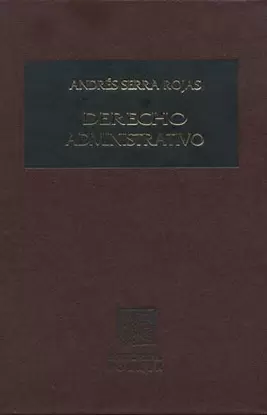 ANDRÉS SERRA ROJAS
DERECHO
ADMINISTRATIVO